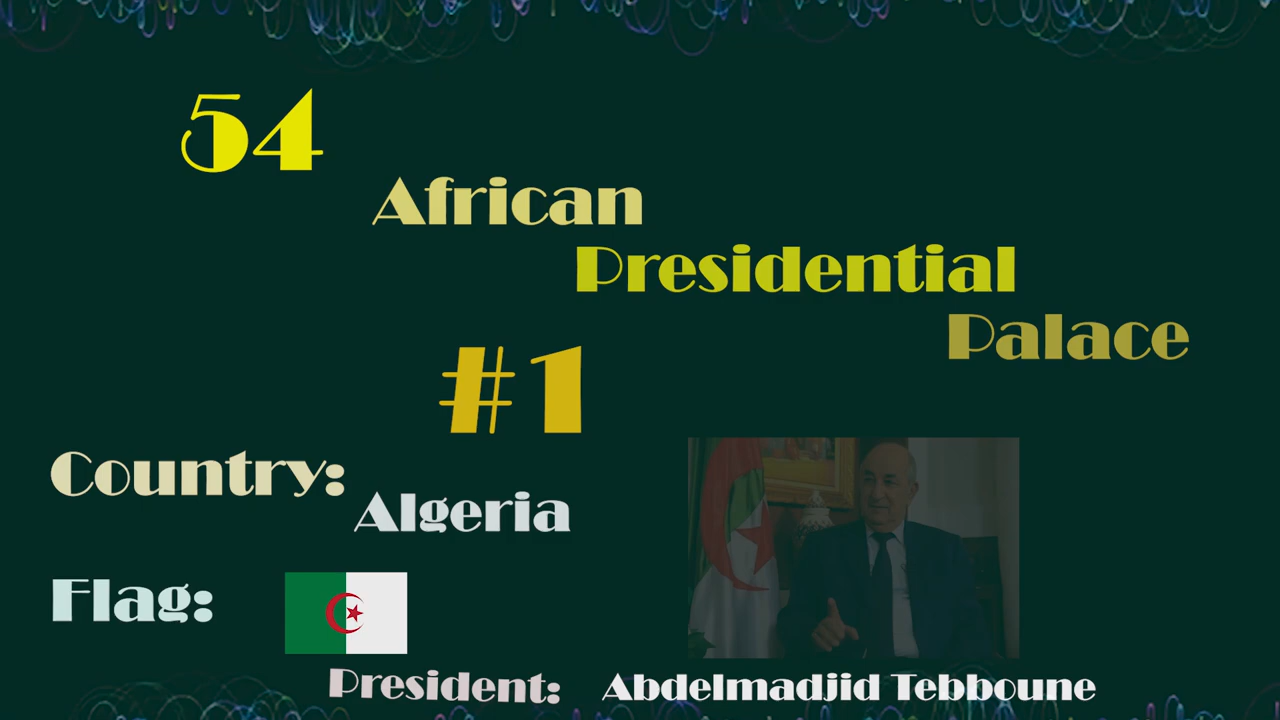 54
African
Presidential
Palace
#1
Country:
Algeria
Flag:
President: Abdelmadjid Tebboune